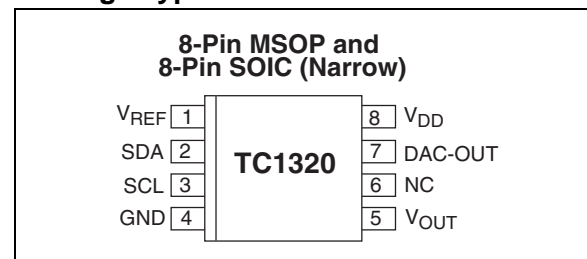 8-Pin MSOP and
8-Pin SOIC (Narrow)
VREF 1
SDA 2
SCL 3
GND 4
TC1320
8 VDD
7 DAC-OUT
6 NC
5 VOUT